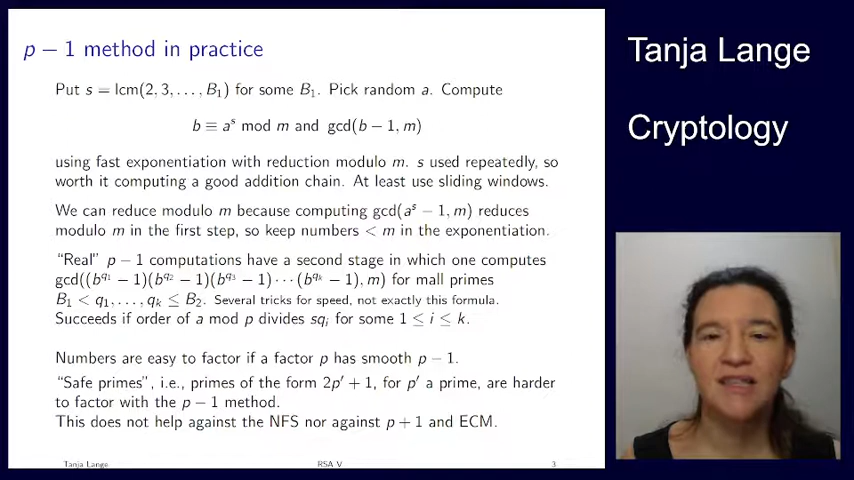 p − 1 method in practice
Put s = lcm(2, 3, . . . , B₁) for some B₁. Pick random a. Compute
b ≡ aˢ mod m and gcd(b − 1, m)
using fast exponentiation with reduction modulo m. s used repeatedly, so
worth it computing a good addition chain. At least use sliding windows.
We can reduce modulo m because computing gcd(aˢ − 1, m) reduces
modulo m in the first step, so keep numbers < m in the exponentiation.
“Real” p − 1 computations have a second stage in which one computes
gcd((b^{q₁} − 1)(b^{q₂} − 1)(b^{q₃} − 1) · · · (b^{qₖ} − 1), m) for mall primes
B₁ < q₁, . . . , qₖ ≤ B₂. Several tricks for speed, not exactly this formula.
Succeeds if order of a mod p divides sqᵢ for some 1 ≤ i ≤ k.
Numbers are easy to factor if a factor p has smooth p − 1.
“Safe primes”, i.e., primes of the form 2p′ + 1, for p′ a prime, are harder
to factor with the p − 1 method.
This does not help against the NFS nor against p + 1 and ECM.
Tanja Lange RSA V 3
Tanja Lange
Cryptology